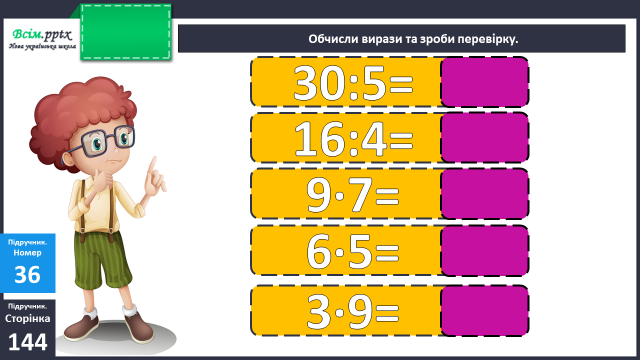 Всім.pptx
Нова українська школа
Обчисли вирази та зроби перевірку.
30:5=
16:4=
9·7=
6·5=
3·9=
Підручник.
Номер
36
Підручник.
Сторінка
144